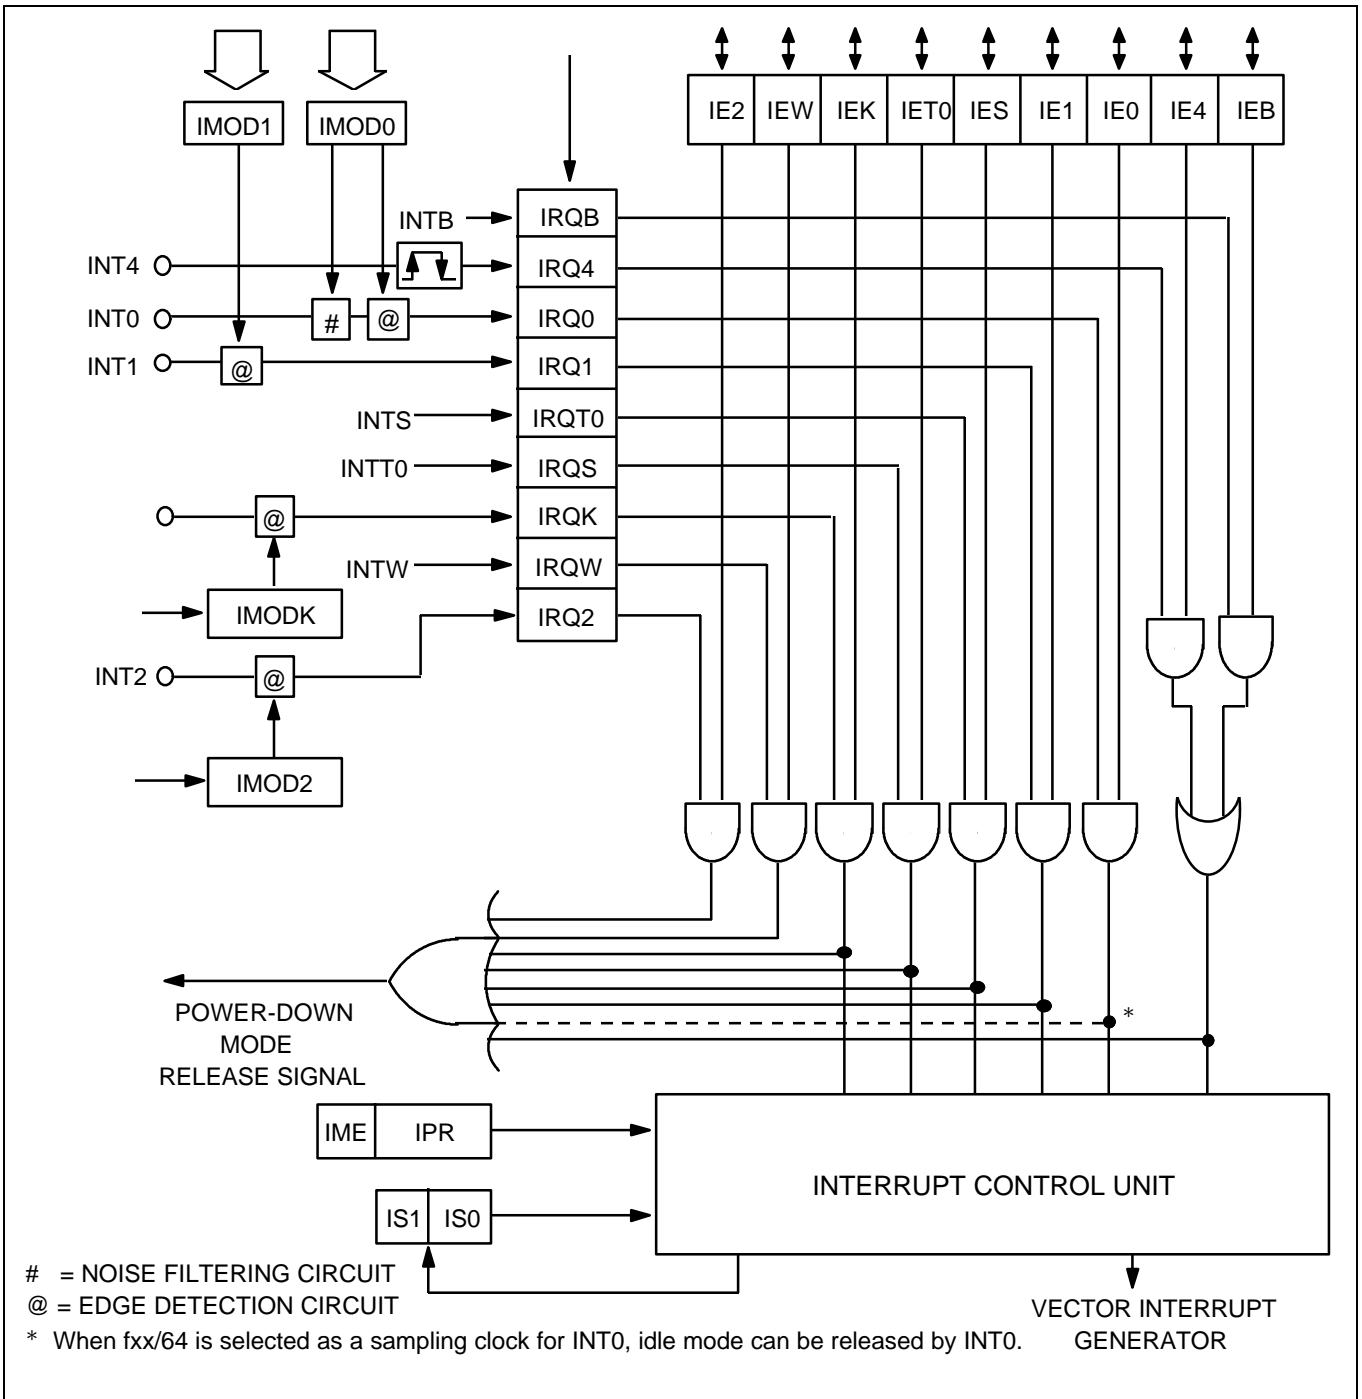 IMOD1 IMOD0
IE2 IEW IEK IET0 IES IE1 IE0 IE4 IEB
INTB IRQB
INT4 IRQ4
INT0 # @ IRQ0
INT1 @ IRQ1
INTS IRQT0
INTT0 IRQS
@ IRQK
INTW IRQW
IMODK IRQ2
INT2 @
IMOD2
*
POWER-DOWN
MODE
RELEASE SIGNAL
IME IPR
INTERRUPT CONTROL UNIT
IS1 IS0
# = NOISE FILTERING CIRCUIT
@ = EDGE DETECTION CIRCUIT
VECTOR INTERRUPT
GENERATOR
* When fxx/64 is selected as a sampling clock for INT0, idle mode can be released by INT0.